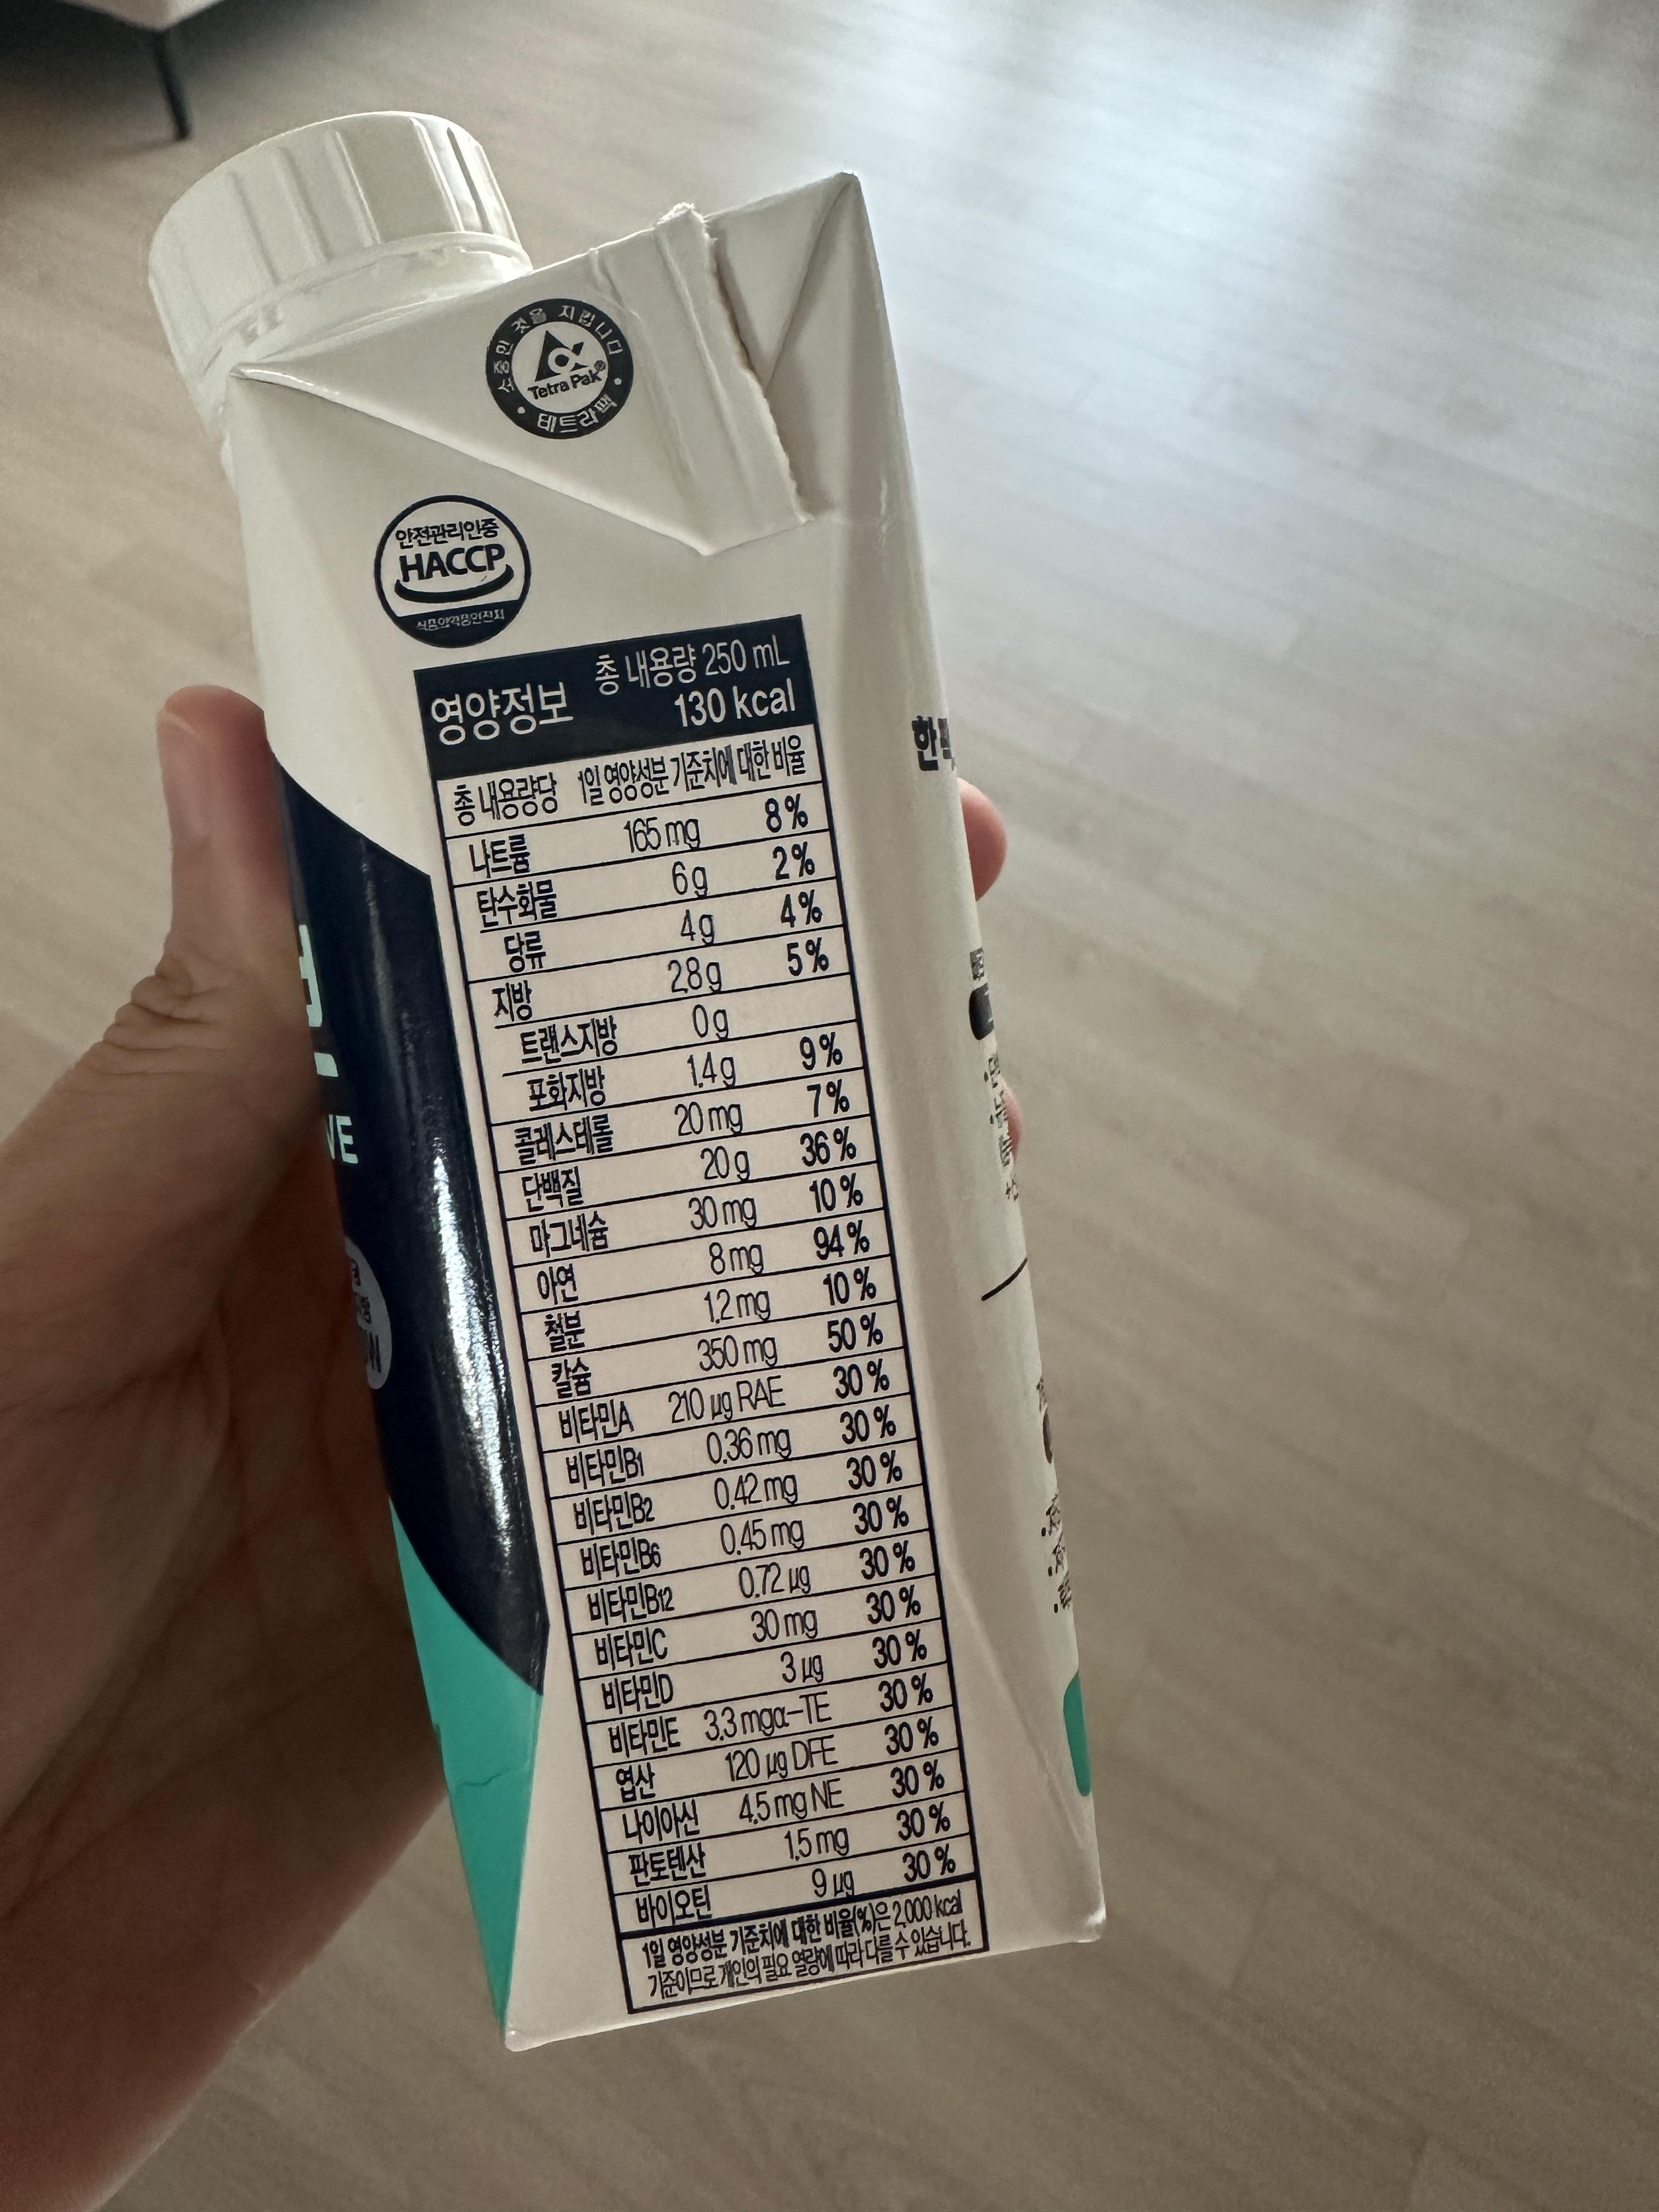 소중한 것을 지킵니다
Tetra Pak®
테트라팩
안전관리인증
HACCP
영양정보
총 내용량 250 mL
130 kcal
총 내용량당 1일 영양성분 기준치에 대한 비율
나트륨 165 mg 8 %
탄수화물 6 g 2 %
당류 4 g 4 %
지방 2.8 g 5 %
트랜스지방 0 g
포화지방 1.4 g 9 %
콜레스테롤 20 mg 7 %
단백질 20 g 36 %
마그네슘 30 mg 10 %
아연 8 mg 94 %
철분 1.2 mg 10 %
칼슘 350 mg 50 %
비타민A 210 μg RAE 30 %
비타민B1 0.36 mg 30 %
비타민B2 0.42 mg 30 %
비타민B6 0.45 mg 30 %
비타민B12 0.72 μg 30 %
비타민C 30 mg 30 %
비타민D 3 μg 30 %
비타민E 3.3 mgα-TE 30 %
엽산 120 μg DFE 30 %
나이아신 4.5 mg NE 30 %
판토텐산 1.5 mg 30 %
바이오틴 9 μg 30 %
1일 영양성분 기준치에 대한 비율(%)은 2,000 kcal
기준이므로 개인의 필요 열량에 따라 다를 수 있습니다.
VE
한